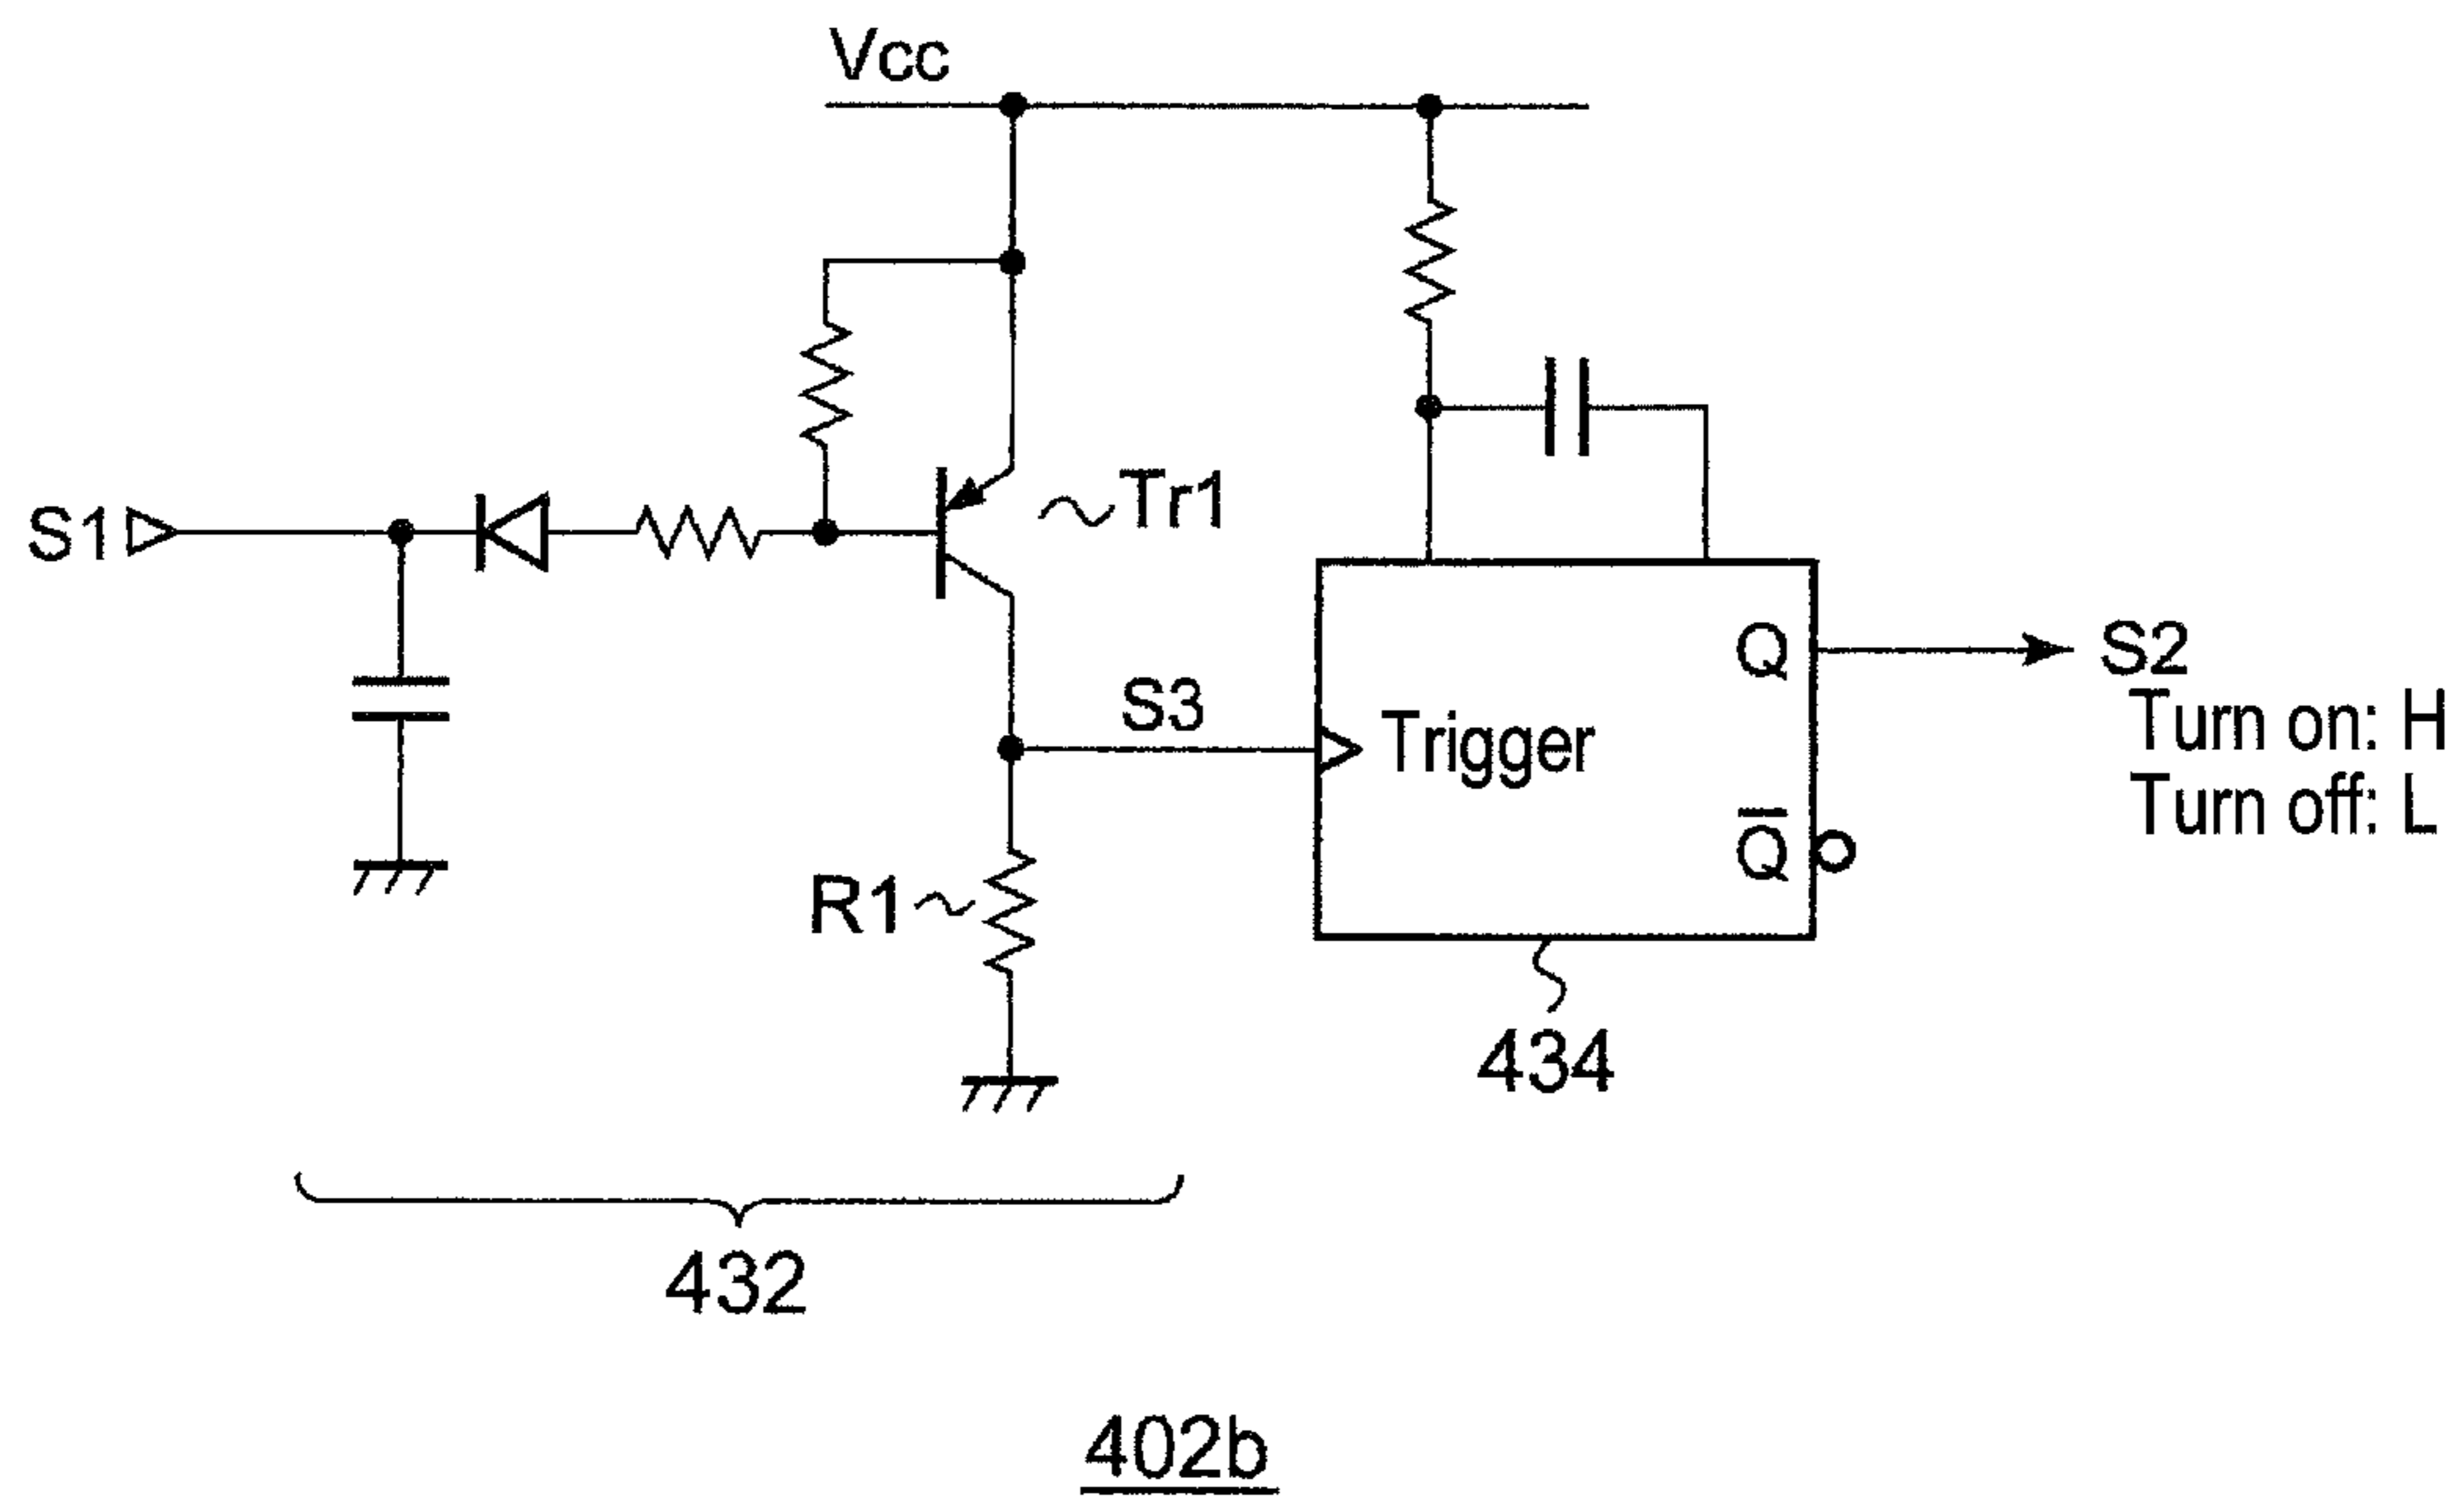 Vcc
Tr1
S1
S3
Trigger
Q
S2
Turn on: H
Turn off: L
Q̅
R1
434
432
402b